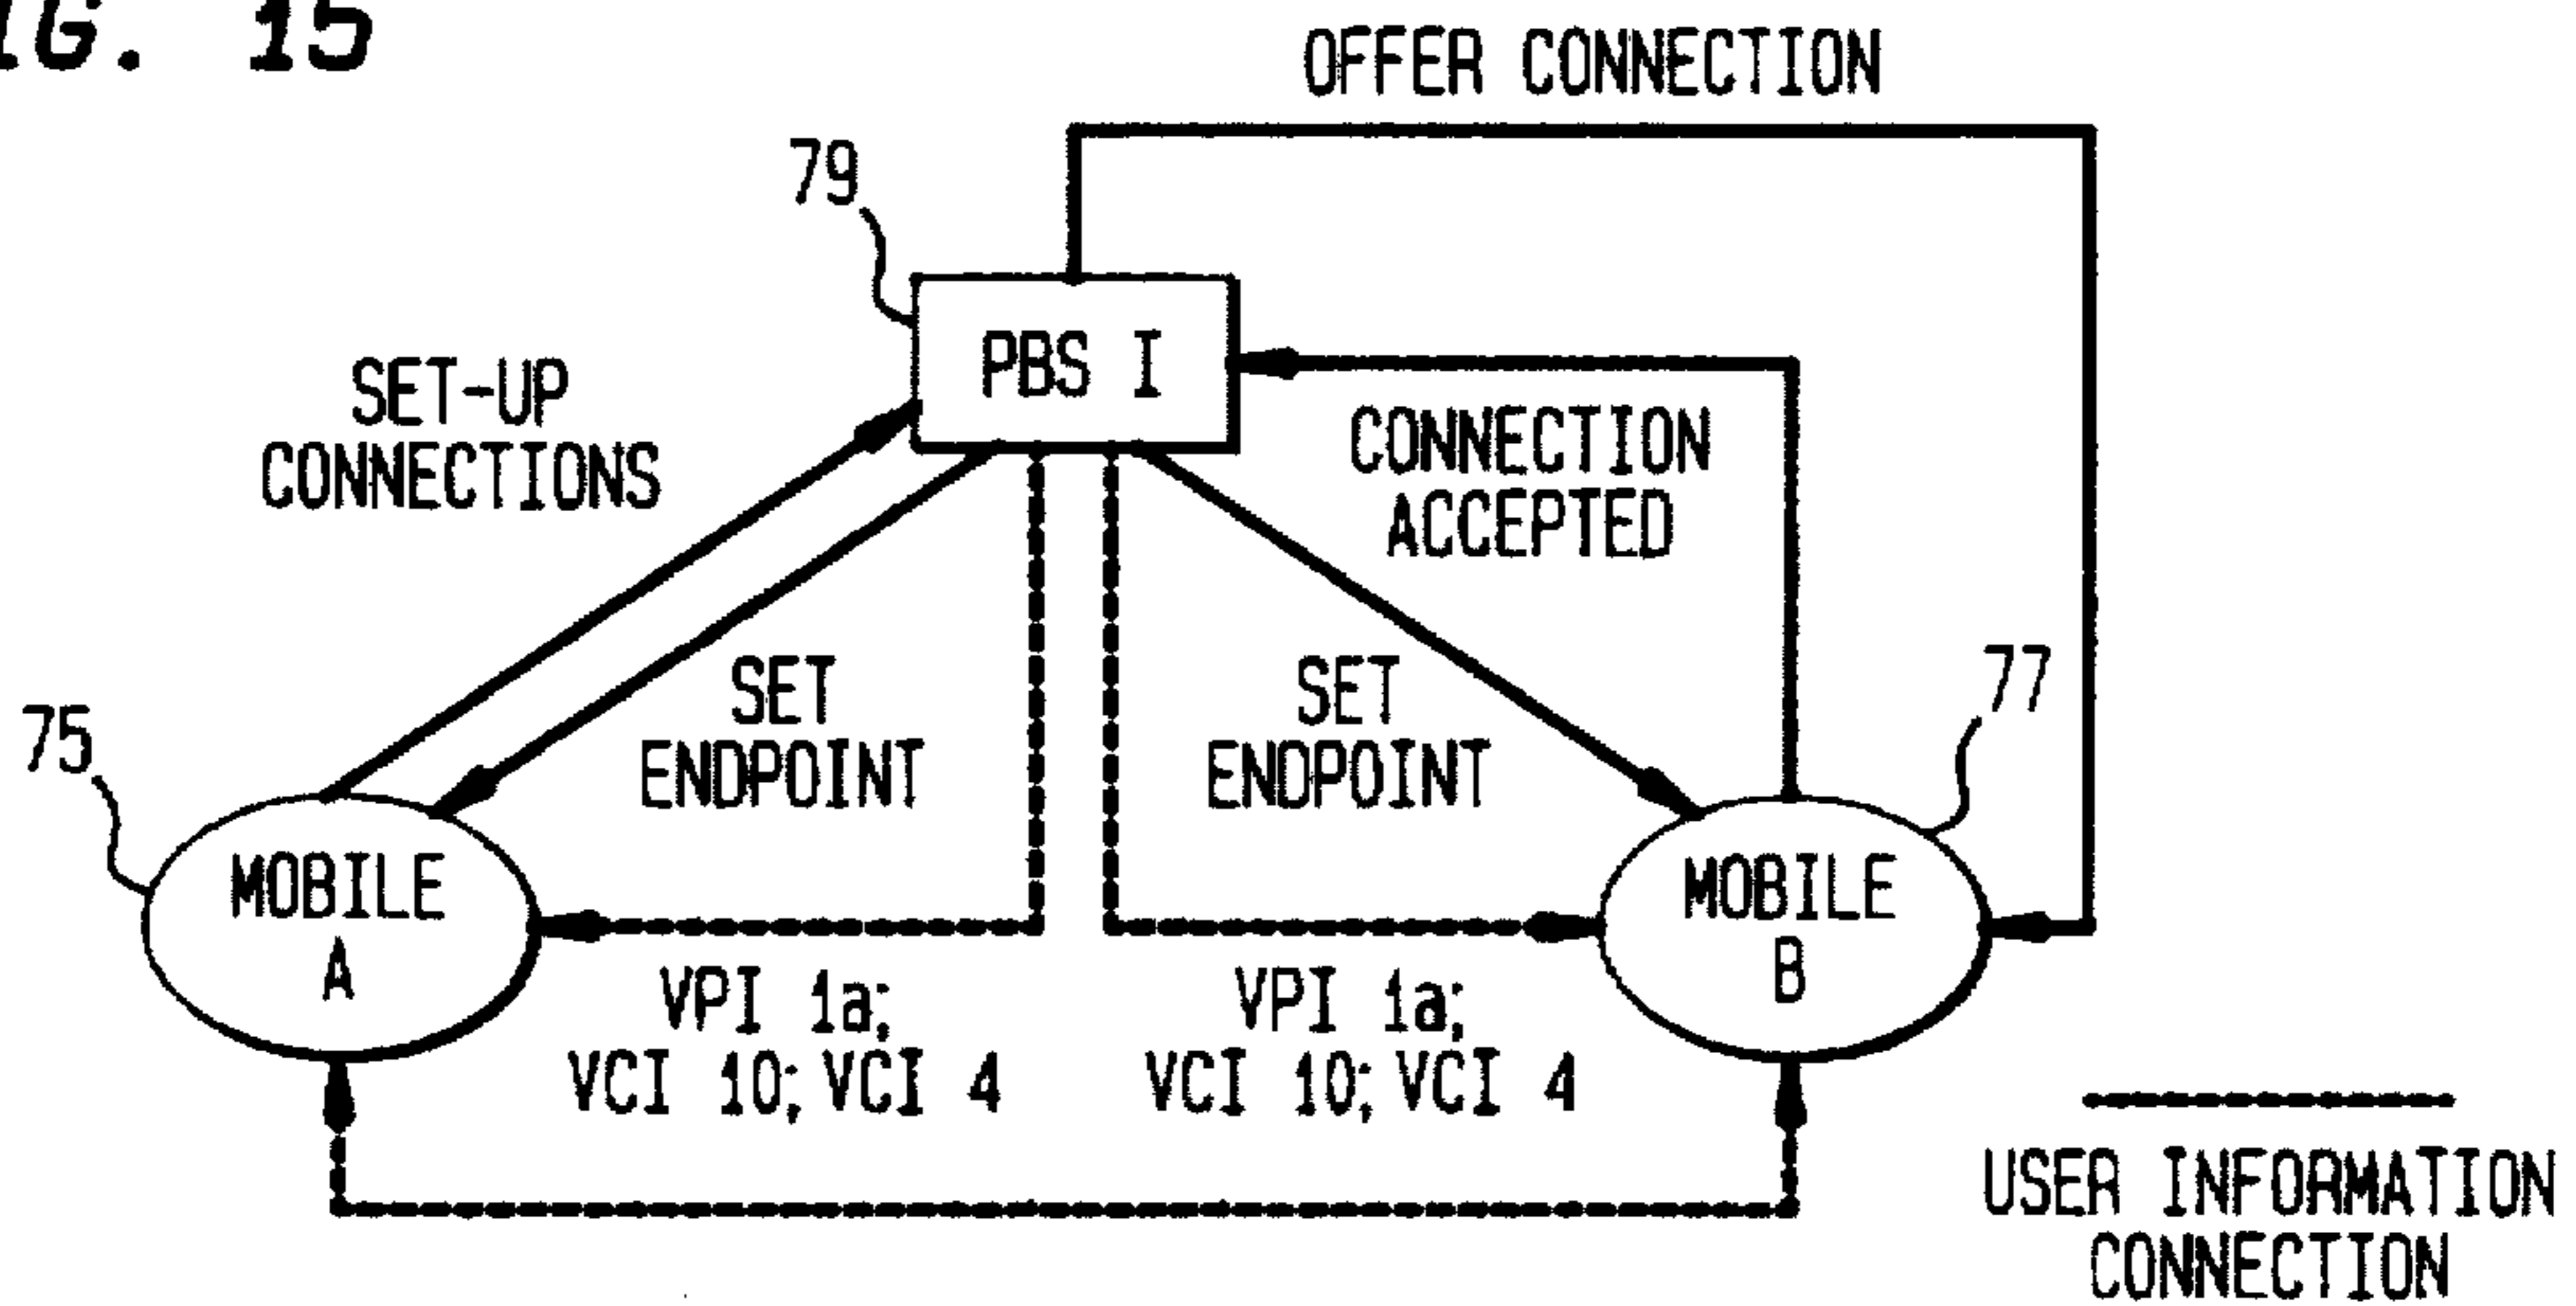 IG. 15
OFFER CONNECTION
79
PBS I
SET-UP
CONNECTIONS
CONNECTION
ACCEPTED
SET
ENDPOINT
SET
ENDPOINT
75
77
MOBILE
A
MOBILE
B
VPI 1a;
VCI 10; VCI 4
VPI 1a;
VCI 10; VCI 4
USER INFORMATION
CONNECTION